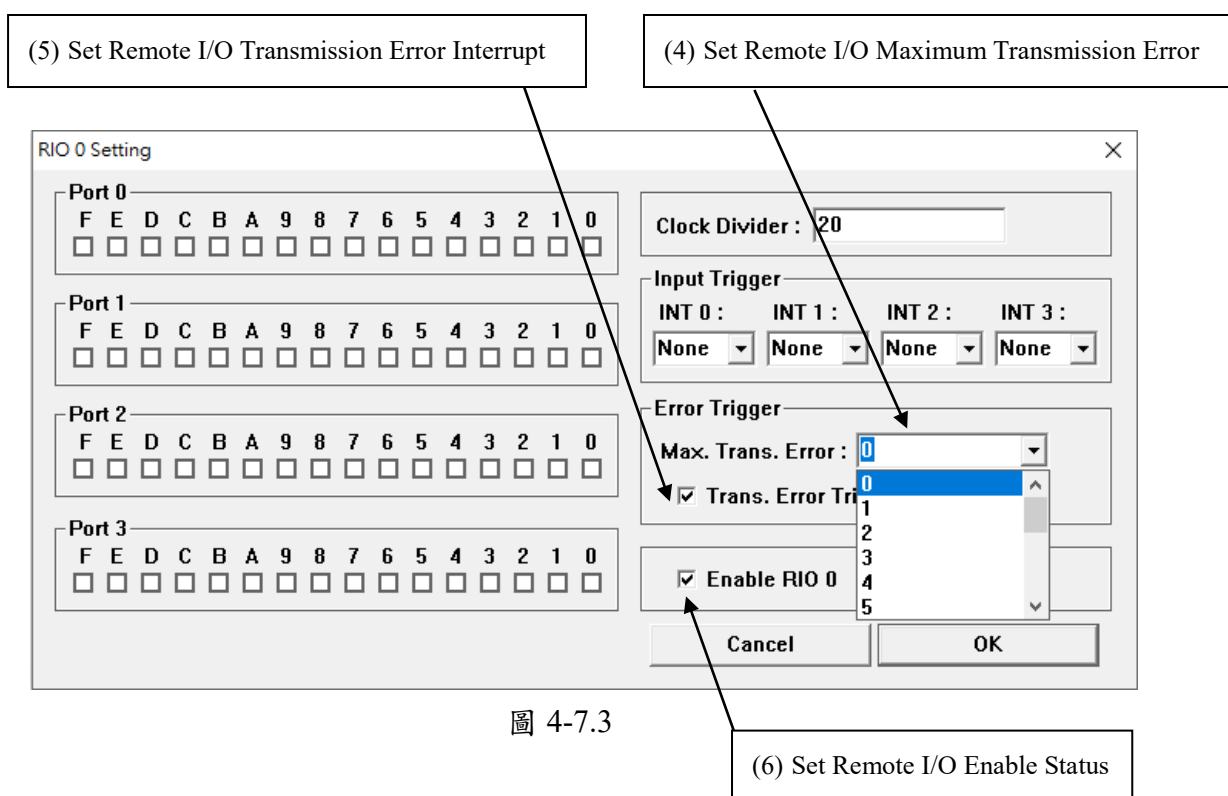 (5) Set Remote I/O Transmission Error Interrupt
(4) Set Remote I/O Maximum Transmission Error
RIO 0 Setting
Port 0
F E D C B A 9 8 7 6 5 4 3 2 1 0
Port 1
F E D C B A 9 8 7 6 5 4 3 2 1 0
Port 2
F E D C B A 9 8 7 6 5 4 3 2 1 0
Port 3
F E D C B A 9 8 7 6 5 4 3 2 1 0
Clock Divider : 20
Input Trigger
INT 0 : INT 1 : INT 2 : INT 3 :
None None None None
Error Trigger
Max. Trans. Error : 0
0
1
2
3
4
5
Trans. Error Tri
Enable RIO 0
Cancel OK
圖 4-7.3
(6) Set Remote I/O Enable Status